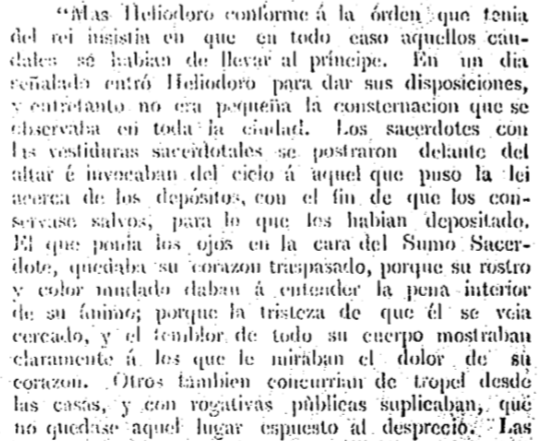 "Mas Heliodoro conforme á la órden que tenia
del rei insistia en que en todo caso aquellos cau-
dales se habian de llevar al príncipe. En un dia
señalado entró Heliodoro para dar sus disposiciones,
y entretanto no era pequeña la consternacion que se
observaba en toda la ciudad. Los sacerdotes con
las vestiduras sacerdotales se postraron delante del
altar é invocaban del cielo á aquel que puso la lei
acerca de los depósitos, con el fin de que los con-
servase salvos, para lo que los habian depositado.
El que ponia los ojos en la cara del Sumo Sacer-
dote, quedaba su corazon traspasado, porque su rostro
y color mudado daban á entender la pena interior
de su ánimo; porque la tristeza de que él se veia
cercado, y el temblor de todo su cuerpo mostraban
claramente á los que le miraban el dolor de su
corazon. Otros tambien concurrian de tropel desde
las casas, y con rogativas públicas suplicaban, que
no quedase aquel lugar espuesto al desprecio. Las